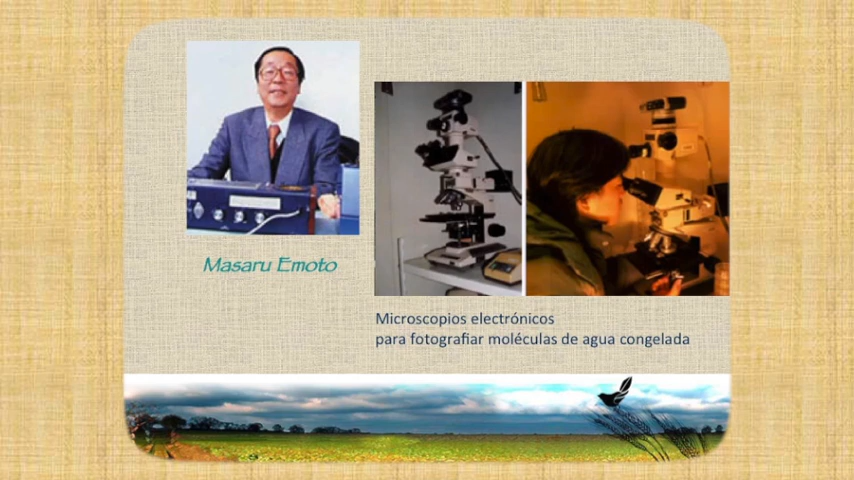 Masaru Emoto
Microscopios electrónicos
para fotografiar moléculas de agua congelada